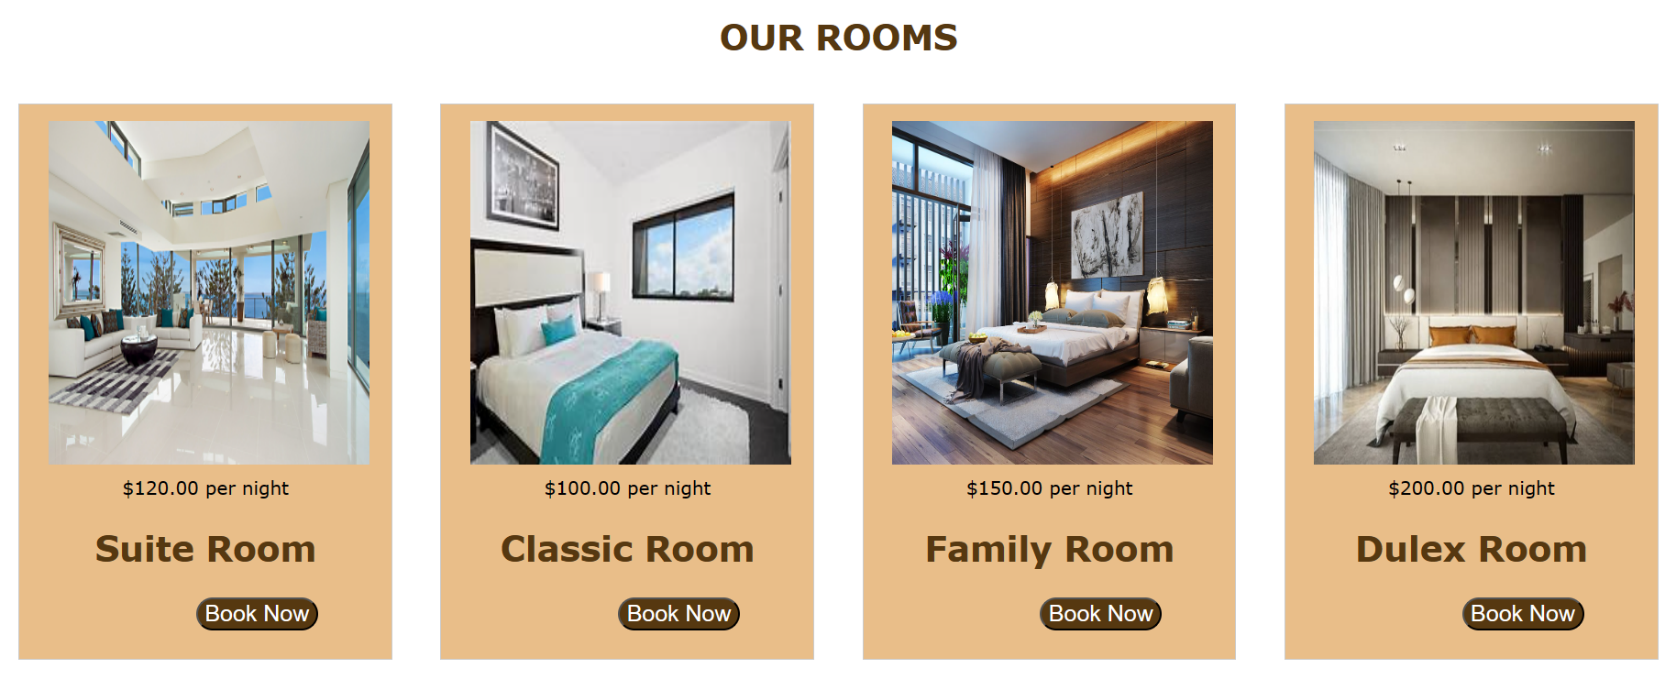 OUR ROOMS
$120.00 per night
Suite Room
Book Now
$100.00 per night
Classic Room
Book Now
$150.00 per night
Family Room
Book Now
$200.00 per night
Dulex Room
Book Now